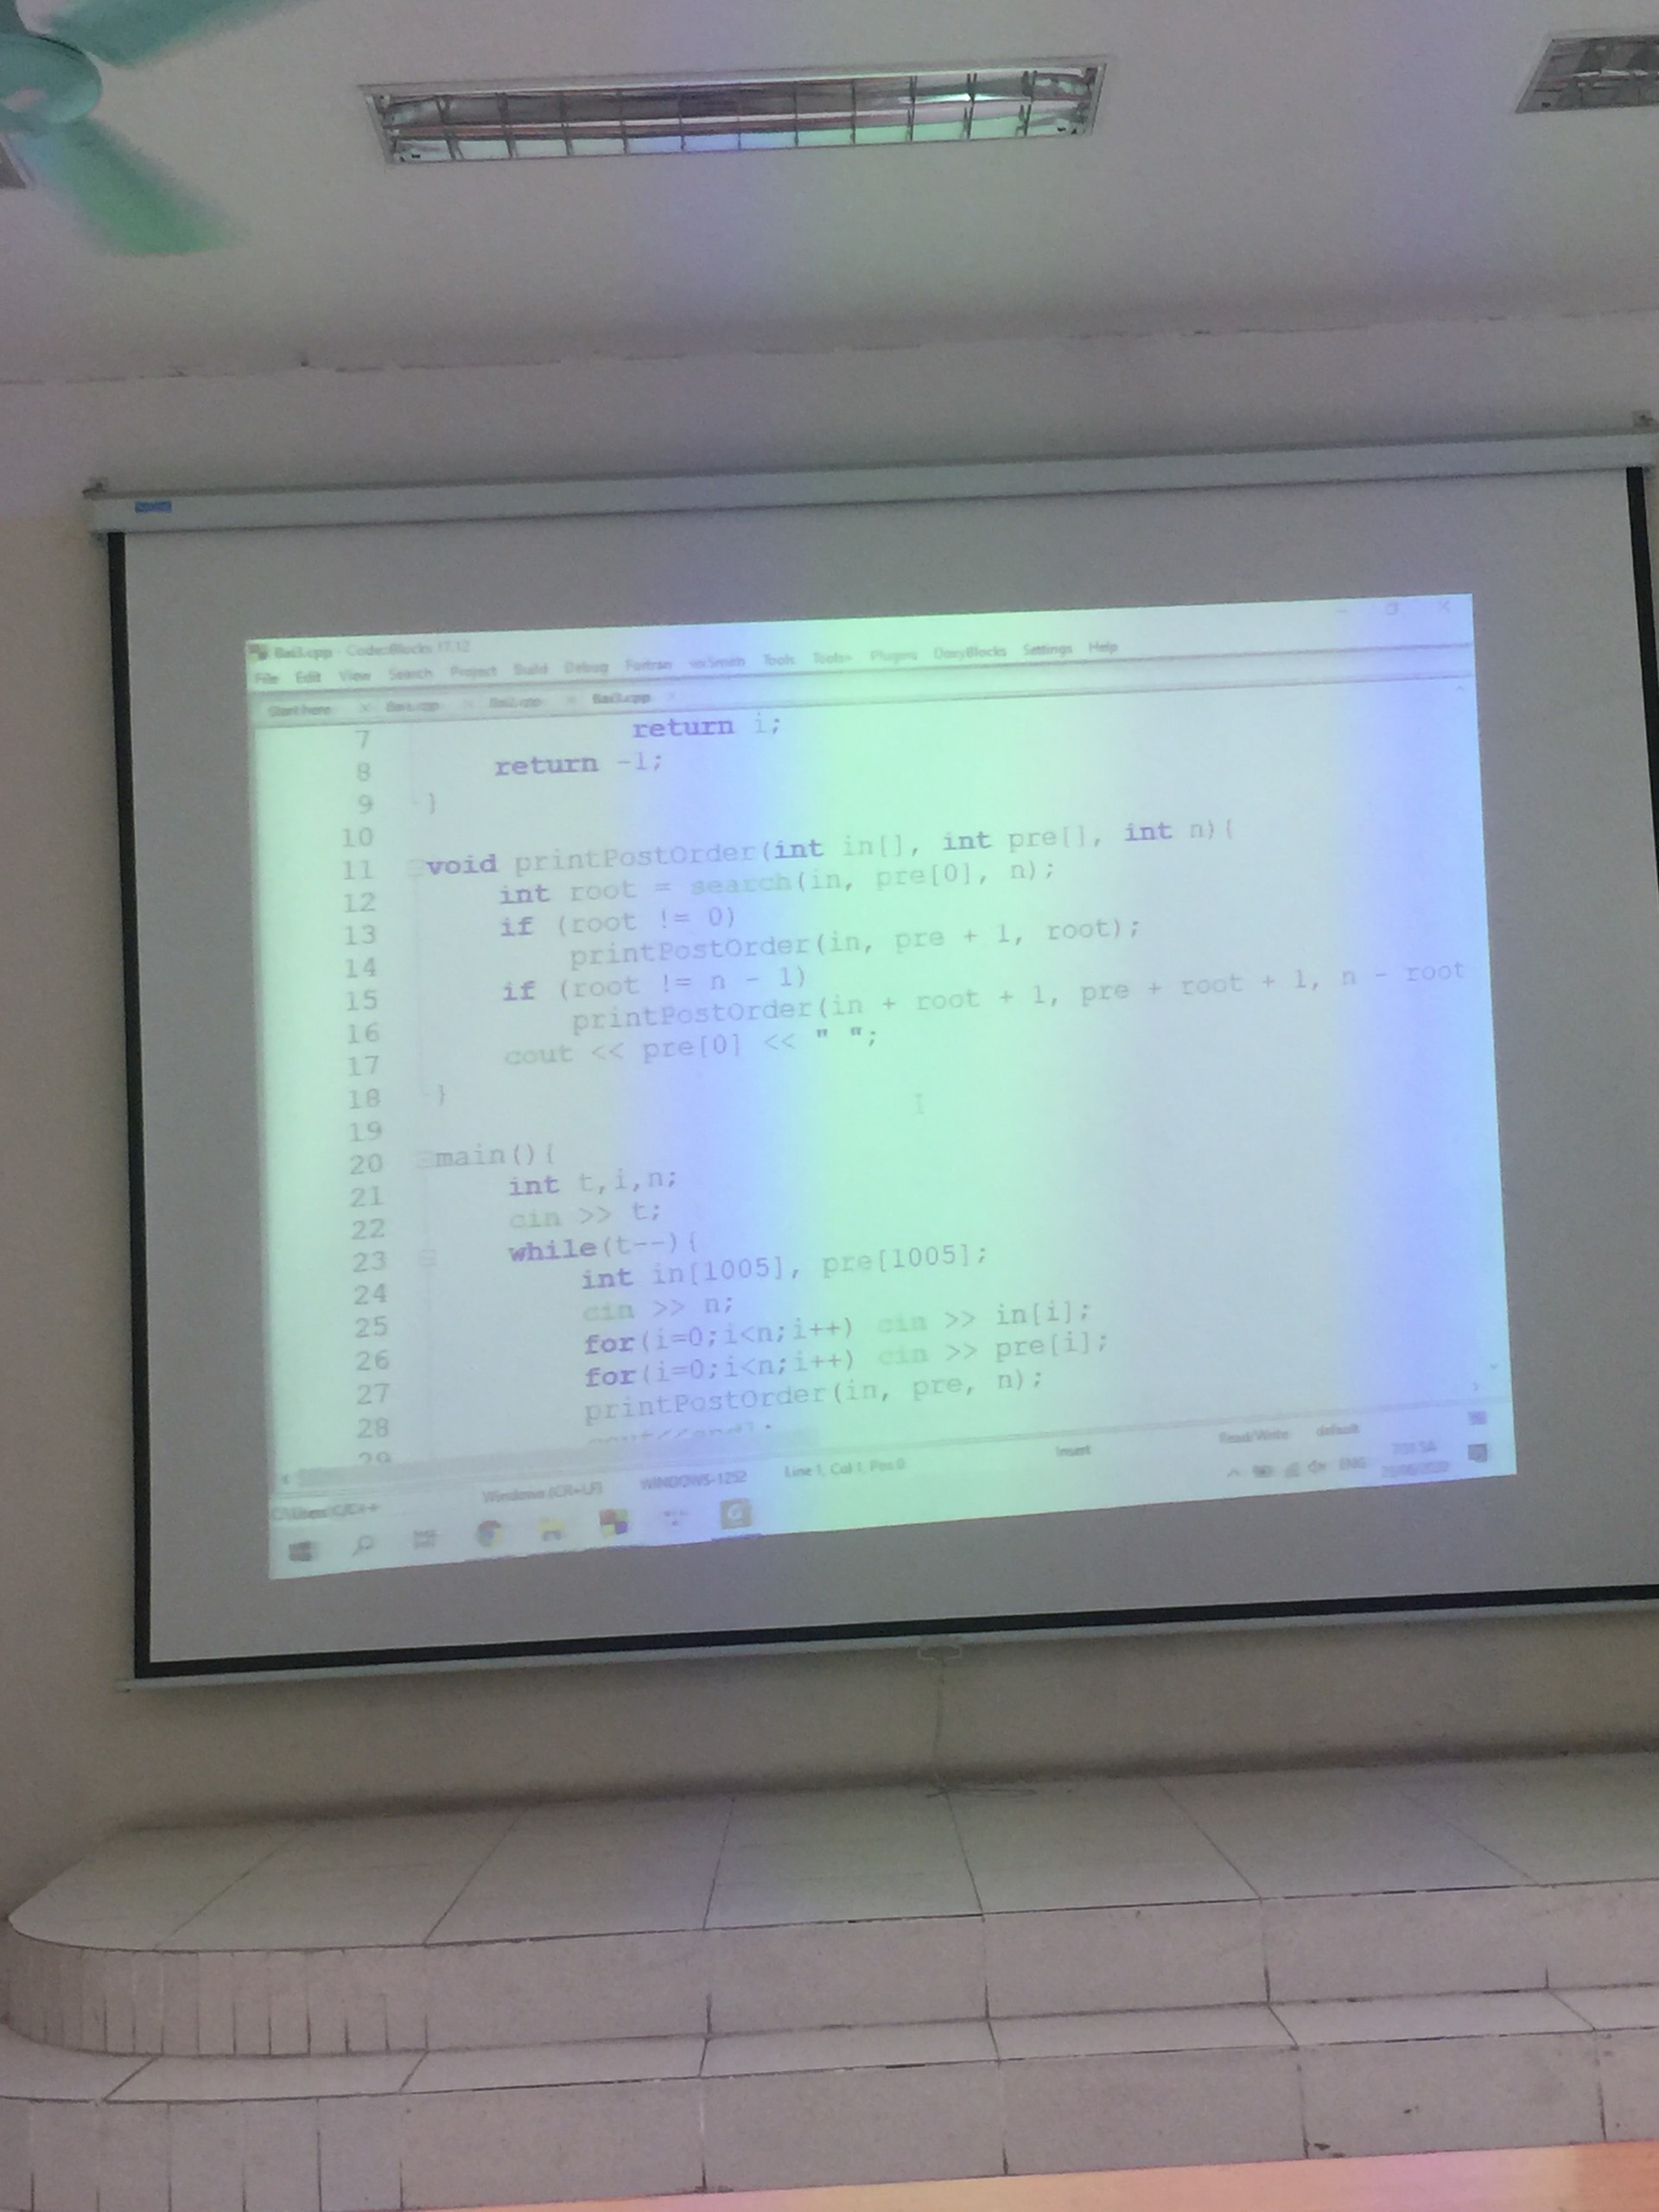 Bai3.cpp - Code::Blocks 17.12
File Edit View Search Project Build Debug Fortran wxSmith Tools Tools+ Plugins DoxyBlocks Settings Help
Start here Bai1.cpp Bai2.cpp Bai3.cpp
7 return i;
8 return -1;
9 }
10
11 void printPostOrder(int in[], int pre[], int n){
12 int root = search(in, pre[0], n);
13 if (root != 0)
14 printPostOrder(in, pre + 1, root);
15 if (root != n - 1)
16 printPostOrder(in + root + 1, pre + root + 1, n - root
17 cout << pre[0] << " ";
18 }
19
20 main(){
21 int t,i,n;
22 cin >> t;
23 while(t--){
24 int in[1005], pre[1005];
25 cin >> n;
26 for(i=0;i<n;i++) cin >> in[i];
27 for(i=0;i<n;i++) cin >> pre[i];
28 printPostOrder(in, pre, n);
29
Windows (CR+LF) WINDOWS-1252 Line 1, Col 1, Pos 0 Insert Read/Write default
ENG